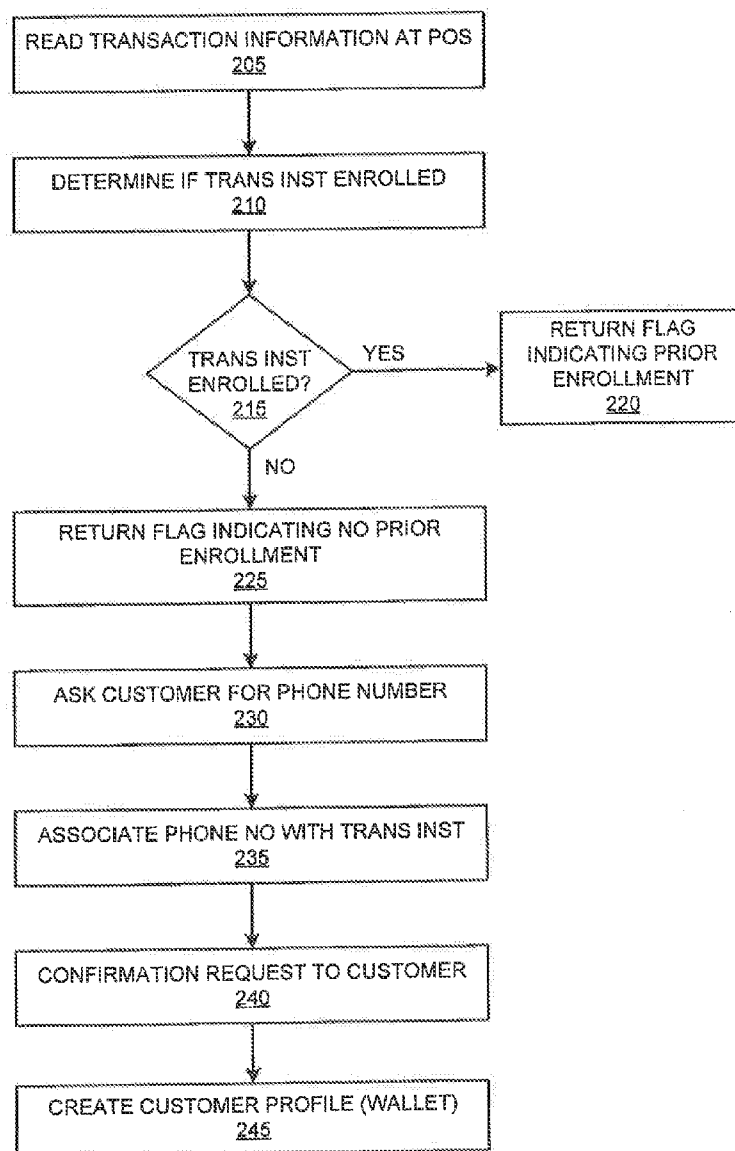 READ TRANSACTION INFORMATION AT POS
205
DETERMINE IF TRANS INST ENROLLED
210
TRANS INST
ENROLLED?
215
YES
RETURN FLAG
INDICATING PRIOR
ENROLLMENT
220
NO
RETURN FLAG INDICATING NO PRIOR
ENROLLMENT
225
ASK CUSTOMER FOR PHONE NUMBER
230
ASSOCIATE PHONE NO WITH TRANS INST
235
CONFIRMATION REQUEST TO CUSTOMER
240
CREATE CUSTOMER PROFILE (WALLET)
245